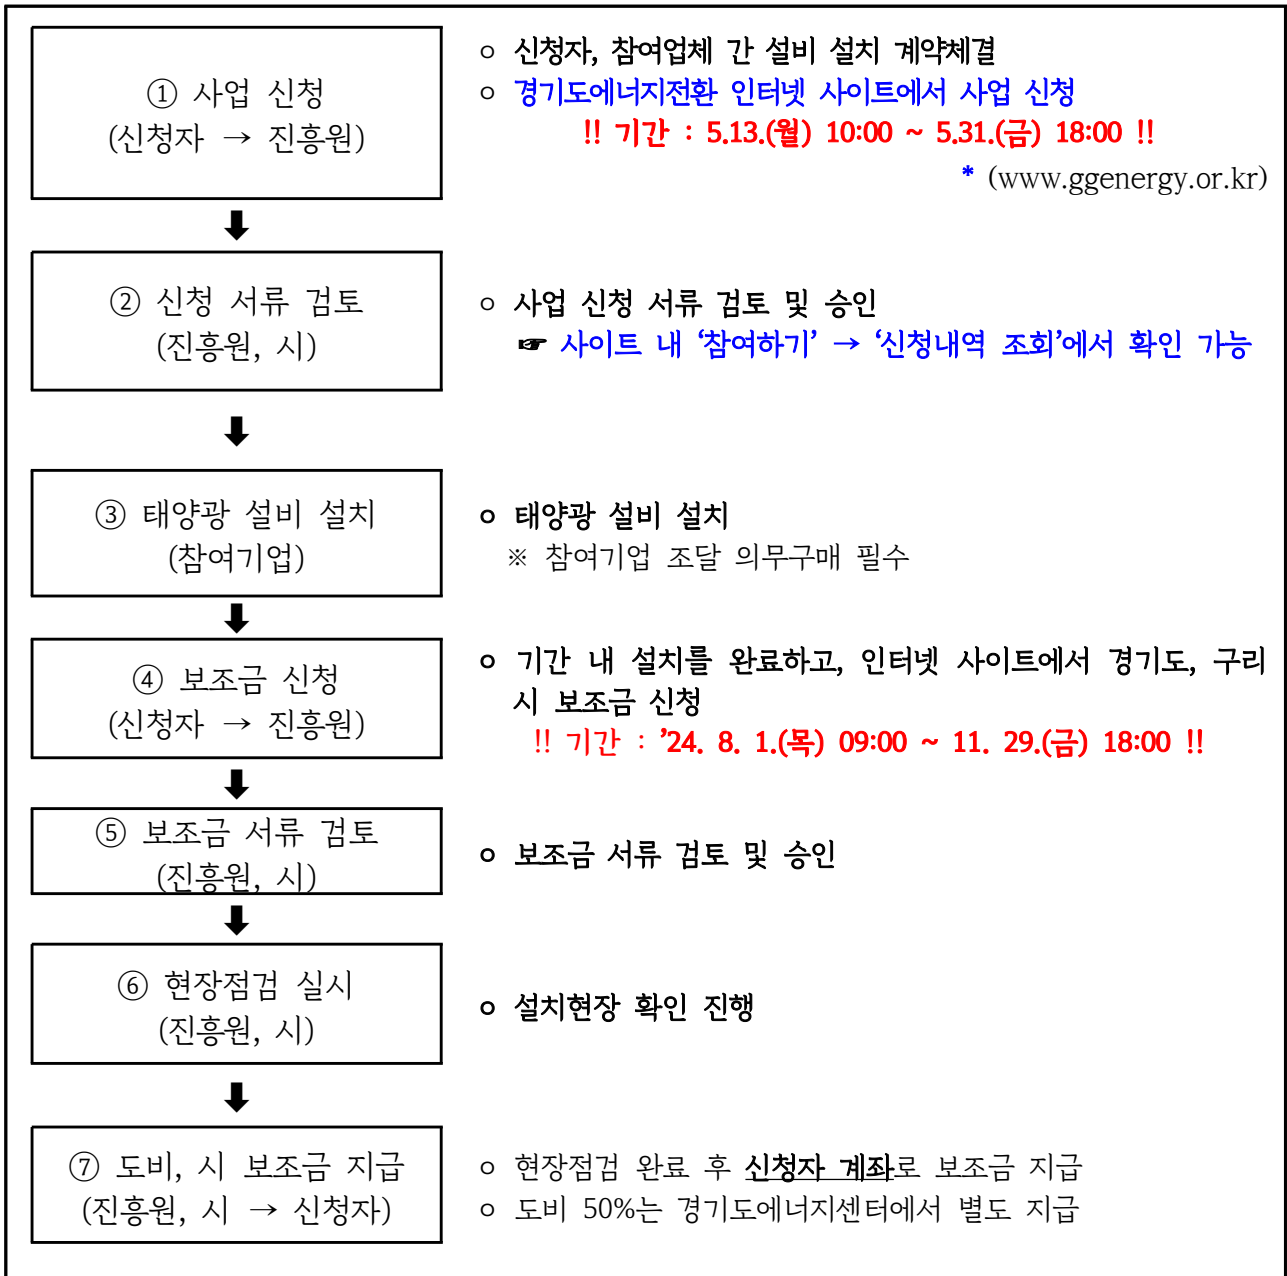 ① 사업 신청
(신청자 → 진흥원)
ㅇ 신청자, 참여업체 간 설비 설치 계약체결
ㅇ 경기도에너지전환 인터넷 사이트에서 사업 신청
!! 기간 : 5.13.(월) 10:00 ~ 5.31.(금) 18:00 !!
* (www.ggenergy.or.kr)
② 신청 서류 검토
(진흥원, 시)
ㅇ 사업 신청 서류 검토 및 승인
☞ 사이트 내 ‘참여하기’ → ‘신청내역 조회’에서 확인 가능
③ 태양광 설비 설치
(참여기업)
ㅇ 태양광 설비 설치
※ 참여기업 조달 의무구매 필수
④ 보조금 신청
(신청자 → 진흥원)
ㅇ 기간 내 설치를 완료하고, 인터넷 사이트에서 경기도, 구리
시 보조금 신청
!! 기간 : ’24. 8. 1.(목) 09:00 ~ 11. 29.(금) 18:00 !!
⑤ 보조금 서류 검토
(진흥원, 시)
ㅇ 보조금 서류 검토 및 승인
⑥ 현장점검 실시
(진흥원, 시)
ㅇ 설치현장 확인 진행
⑦ 도비, 시 보조금 지급
(진흥원, 시 → 신청자)
ㅇ 현장점검 완료 후 신청자 계좌로 보조금 지급
ㅇ 도비 50%는 경기도에너지센터에서 별도 지급